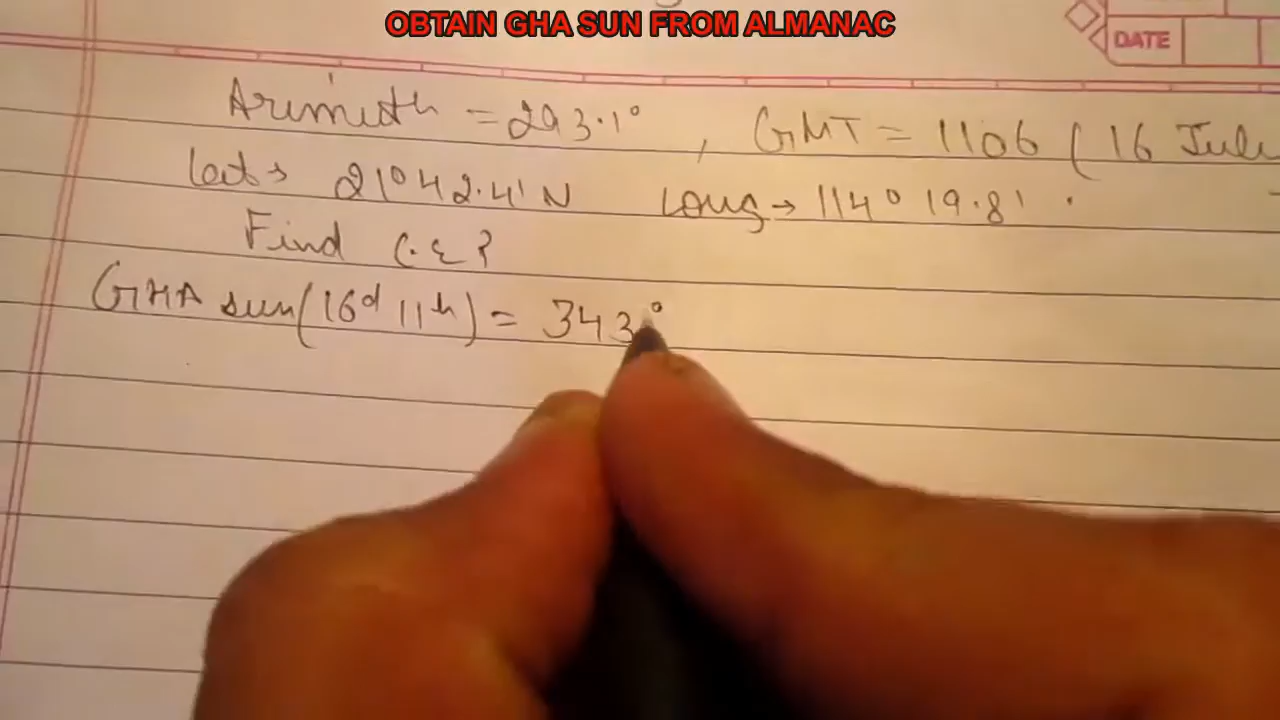 OBTAIN GHA SUN FROM ALMANAC
DATE
Azimuth = 293.1° , GMT = 1106 ( 16 July
Lat → 21° 42.4' N Long → 114° 19.8'
Find C.E?
GHA sun (16d 11h) = 343°